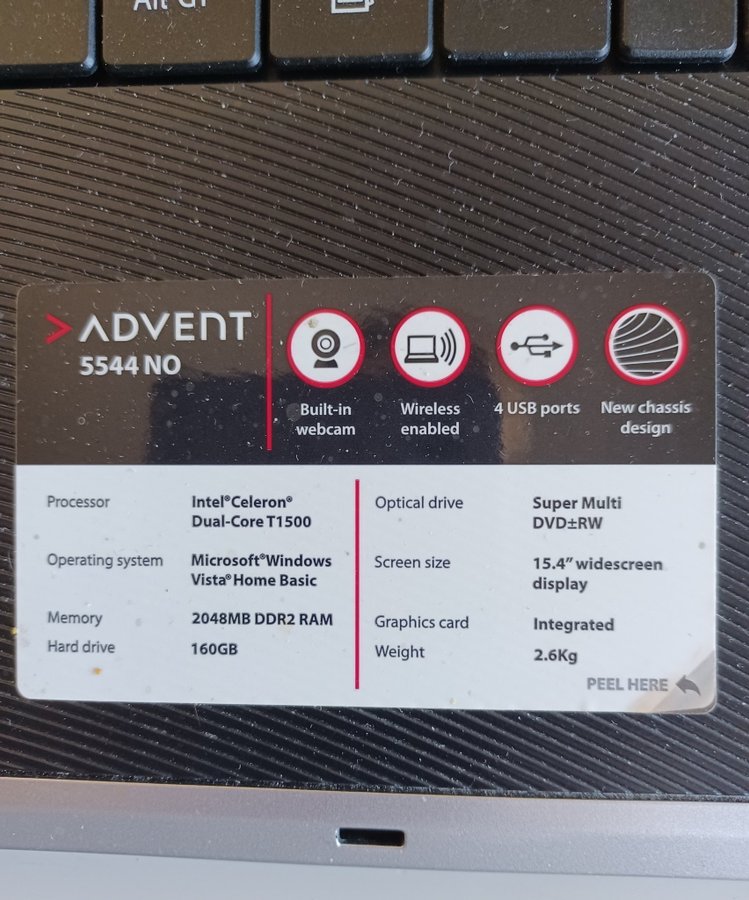 Alt Gr
> ADVENT
5544 NO
Built-in
webcam
Wireless
enabled
4 USB ports
New chassis
design
Processor
Intel®Celeron®
Dual-Core T1500
Operating system
Microsoft®Windows
Vista®Home Basic
Memory
2048MB DDR2 RAM
Hard drive
160GB
Optical drive
Super Multi
DVD±RW
Screen size
15.4” widescreen
display
Graphics card
Integrated
Weight
2.6Kg
PEEL HERE